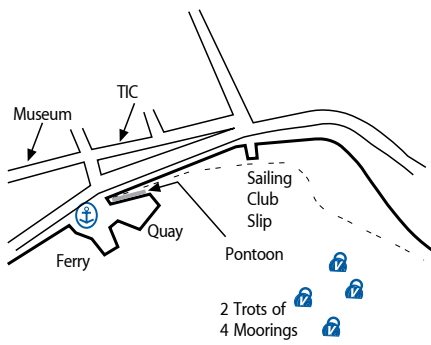 TIC
Museum
Sailing
Club
Slip
Quay
Pontoon
Ferry
2 Trots of
4 Moorings
V
V
V
V